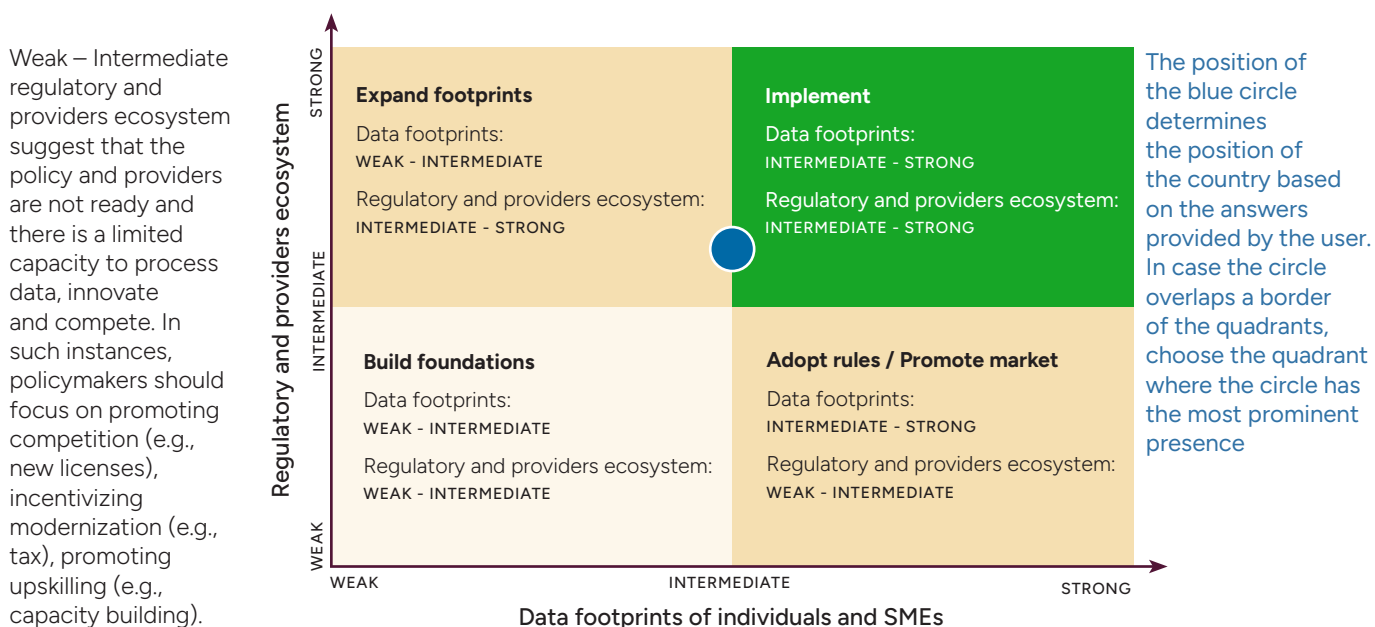 Weak – Intermediate
regulatory and
providers ecosystem
suggest that the
policy and providers
are not ready and
there is a limited
capacity to process
data, innovate
and compete. In
such instances,
policymakers should
focus on promoting
competition (e.g.,
new licenses),
incentivizing
modernization (e.g.,
tax), promoting
upskilling (e.g.,
capacity building).
Regulatory and providers ecosystem
STRONG
INTERMEDIATE
WEAK
Expand footprints
Data footprints:
WEAK - INTERMEDIATE
Regulatory and providers ecosystem:
INTERMEDIATE - STRONG
Implement
Data footprints:
INTERMEDIATE - STRONG
Regulatory and providers ecosystem:
INTERMEDIATE - STRONG
Build foundations
Data footprints:
WEAK - INTERMEDIATE
Regulatory and providers ecosystem:
WEAK - INTERMEDIATE
Adopt rules / Promote market
Data footprints:
INTERMEDIATE - STRONG
Regulatory and providers ecosystem:
WEAK - INTERMEDIATE
WEAK
INTERMEDIATE
STRONG
Data footprints of individuals and SMEs
The position of
the blue circle
determines
the position of
the country based
on the answers
provided by the user.
In case the circle
overlaps a border
of the quadrants,
choose the quadrant
where the circle has
the most prominent
presence